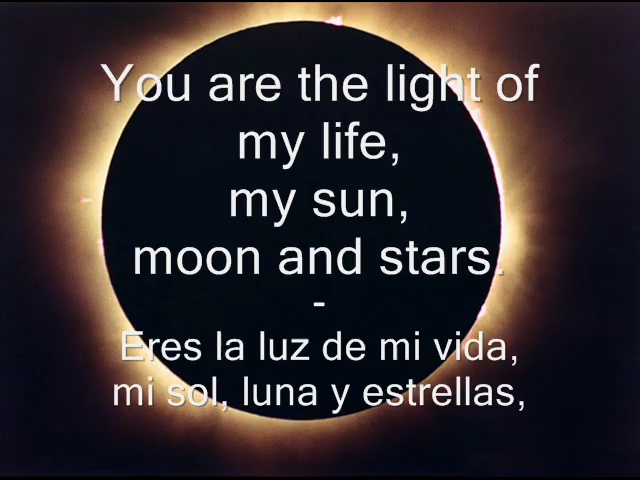 You are the light of
my life,
my sun,
moon and stars.
-
Eres la luz de mi vida,
mi sol, luna y estrellas,